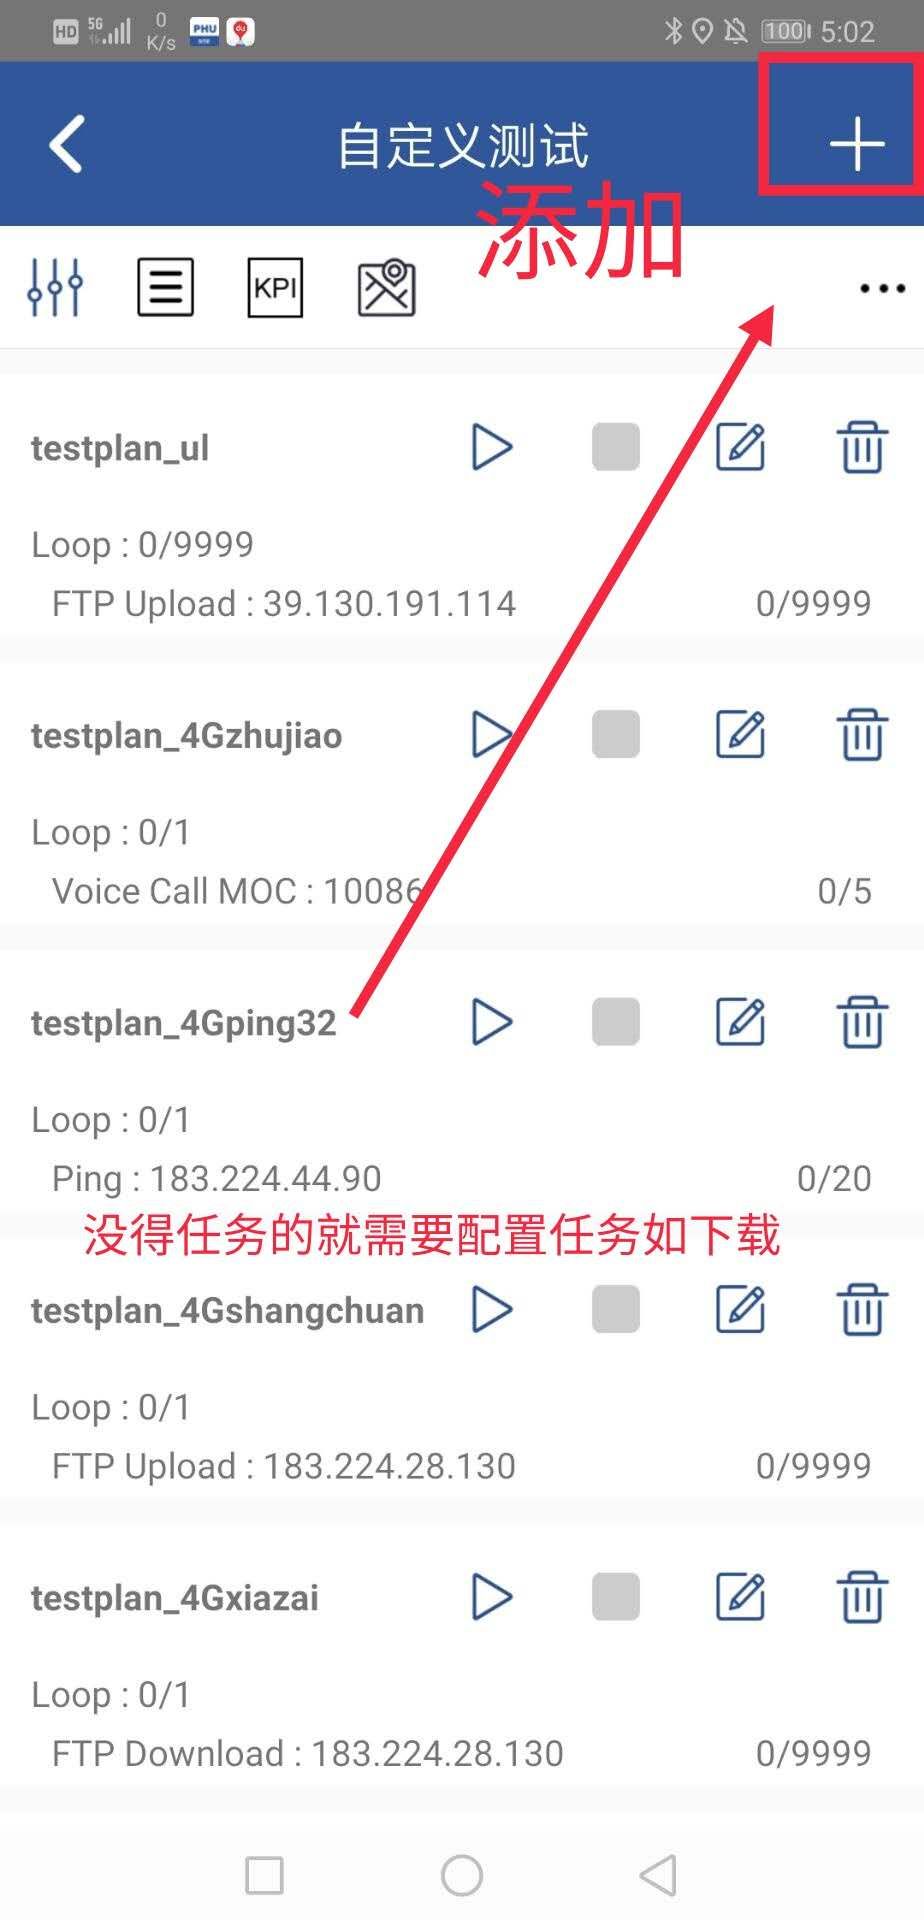 HD 5G 0 K/s PHU 100 5:02
自定义测试
添加
KPI
testplan_ul
Loop : 0/9999
FTP Upload : 39.130.191.114 0/9999
testplan_4Gzhujiao
Loop : 0/1
Voice Call MOC : 10086 0/5
testplan_4Gping32
Loop : 0/1
Ping : 183.224.44.90 0/20
没得任务的就需要配置任务如下载
testplan_4Gshangchuan
Loop : 0/1
FTP Upload : 183.224.28.130 0/9999
testplan_4Gxiazai
Loop : 0/1
FTP Download : 183.224.28.130 0/9999